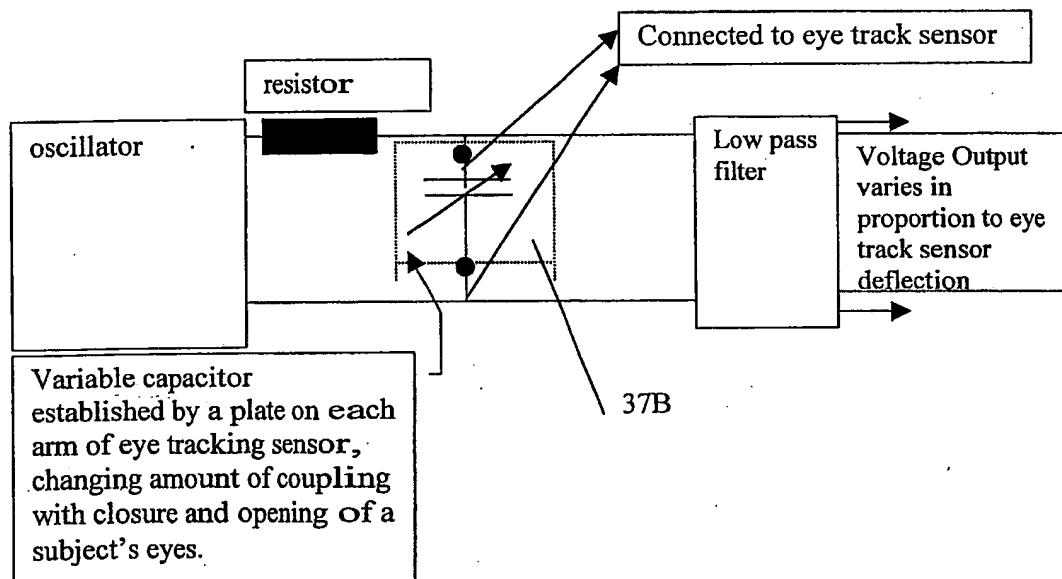 Connected to eye track sensor
resistor
oscillator
Low pass
filter
Voltage Output
varies in
proportion to eye
track sensor
deflection
Variable capacitor
established by a plate on each
arm of eye tracking sensor,
changing amount of coupling
with closure and opening of a
subject's eyes.
37B